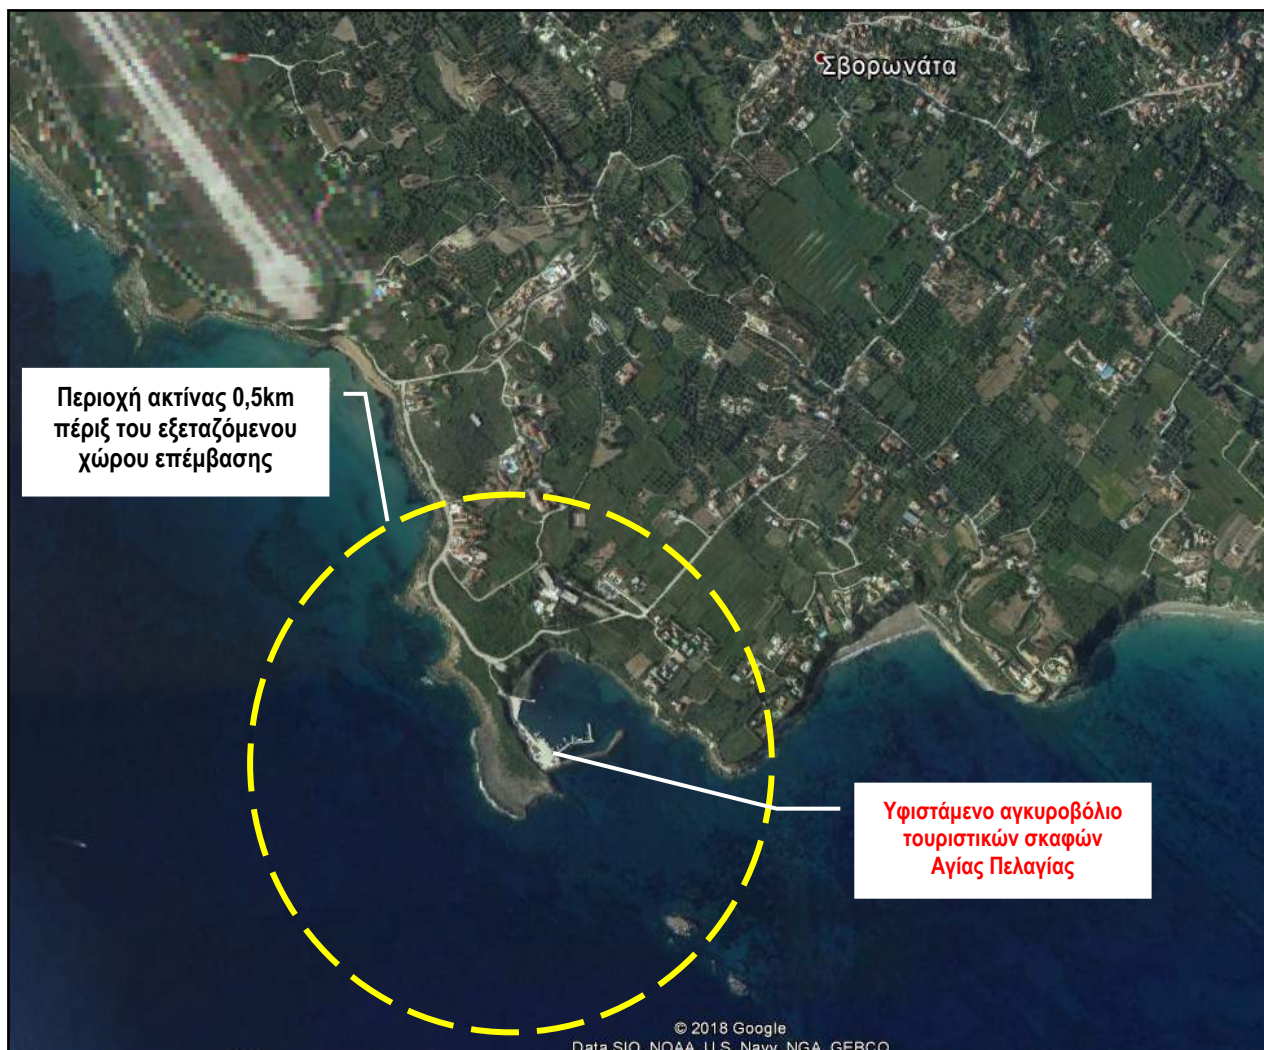 Σβορωνάτα
Περιοχή ακτίνας 0,5km
πέριξ του εξεταζόμενου
χώρου επέμβασης
Υφιστάμενο αγκυροβόλιο
τουριστικών σκαφών
Αγίας Πελαγίας
© 2018 Google
Data SIO, NOAA, U.S. Navy, NGA, GEBCO